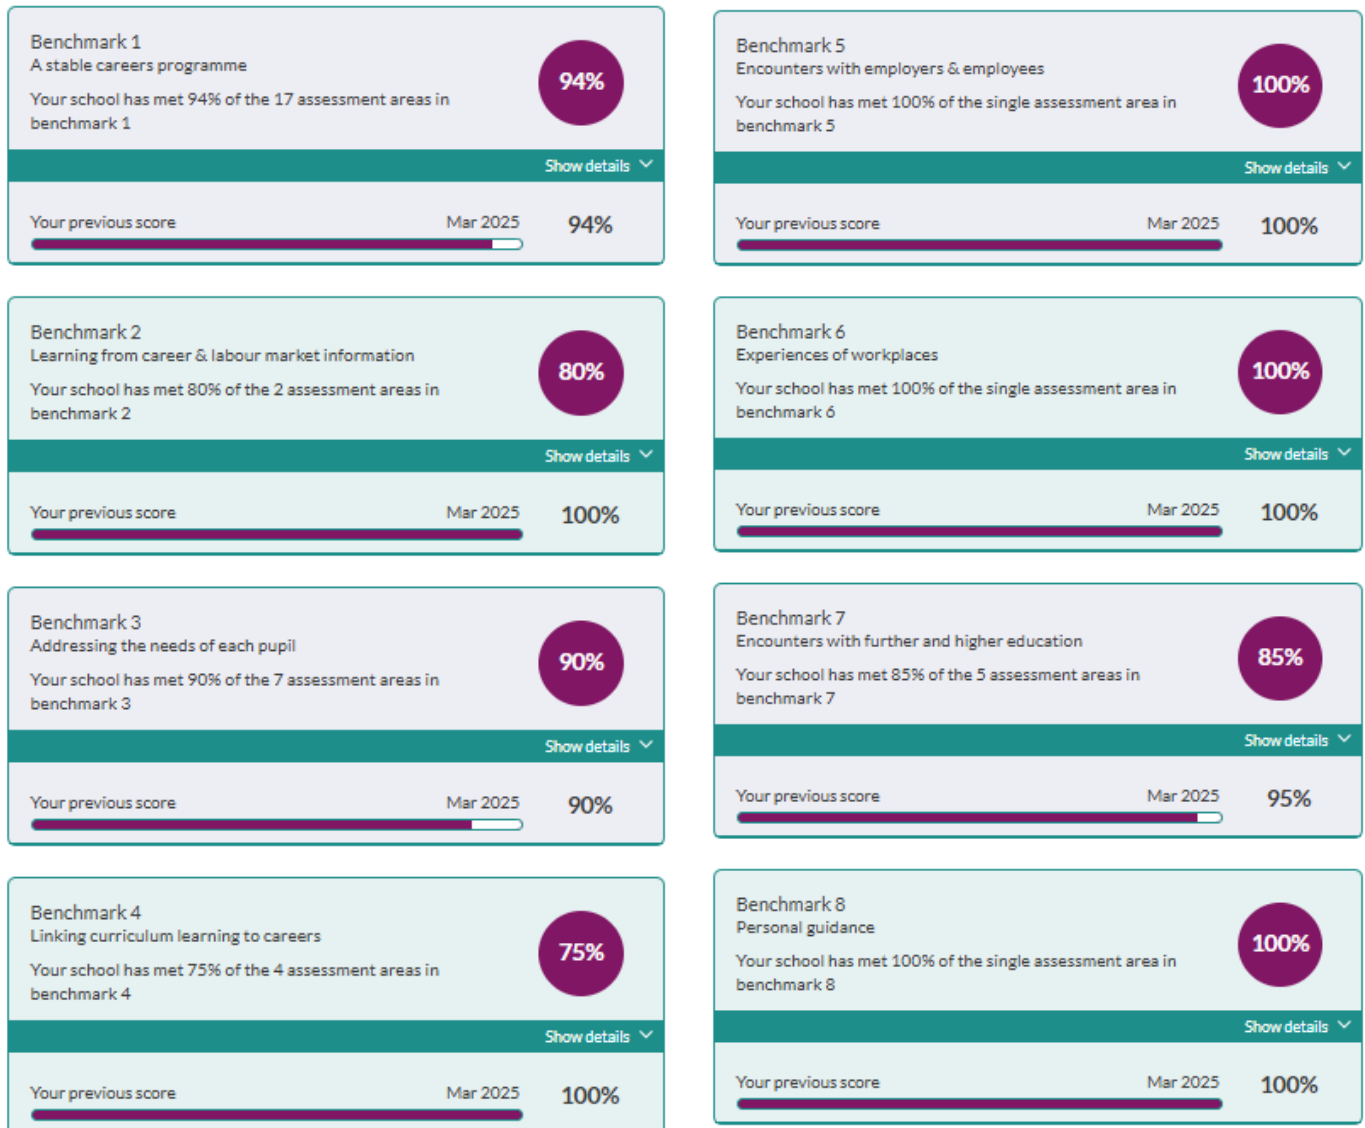 Benchmark 1
A stable careers programme
Your school has met 94% of the 17 assessment areas in
benchmark 1
94%
Show details
Your previous score
Mar 2025
94%
Benchmark 2
Learning from career & labour market information
Your school has met 80% of the 2 assessment areas in
benchmark 2
80%
Show details
Your previous score
Mar 2025
100%
Benchmark 3
Addressing the needs of each pupil
Your school has met 90% of the 7 assessment areas in
benchmark 3
90%
Show details
Your previous score
Mar 2025
90%
Benchmark 4
Linking curriculum learning to careers
Your school has met 75% of the 4 assessment areas in
benchmark 4
75%
Show details
Your previous score
Mar 2025
100%
Benchmark 5
Encounters with employers & employees
Your school has met 100% of the single assessment area in
benchmark 5
100%
Show details
Your previous score
Mar 2025
100%
Benchmark 6
Experiences of workplaces
Your school has met 100% of the single assessment area in
benchmark 6
100%
Show details
Your previous score
Mar 2025
100%
Benchmark 7
Encounters with further and higher education
Your school has met 85% of the 5 assessment areas in
benchmark 7
85%
Show details
Your previous score
Mar 2025
95%
Benchmark 8
Personal guidance
Your school has met 100% of the single assessment area in
benchmark 8
100%
Show details
Your previous score
Mar 2025
100%